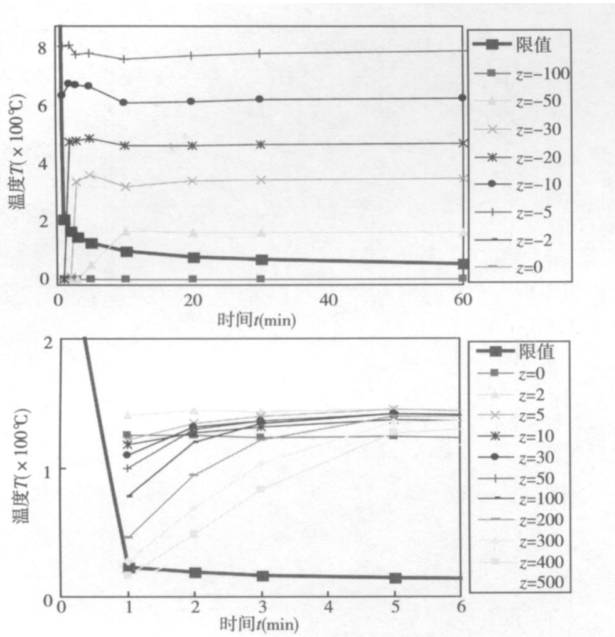 8
6
4
2
0
温度T(×100℃)
0
20
40
60
时间t(min)
限值
z=-100
z=-50
z=-30
z=-20
z=-10
z=-5
z=-2
z=0
2
1
0
温度T(×100℃)
0
1
2
3
5
6
时间t(min)
限值
z=0
z=2
z=5
z=10
z=30
z=50
z=100
z=200
z=300
z=400
z=500